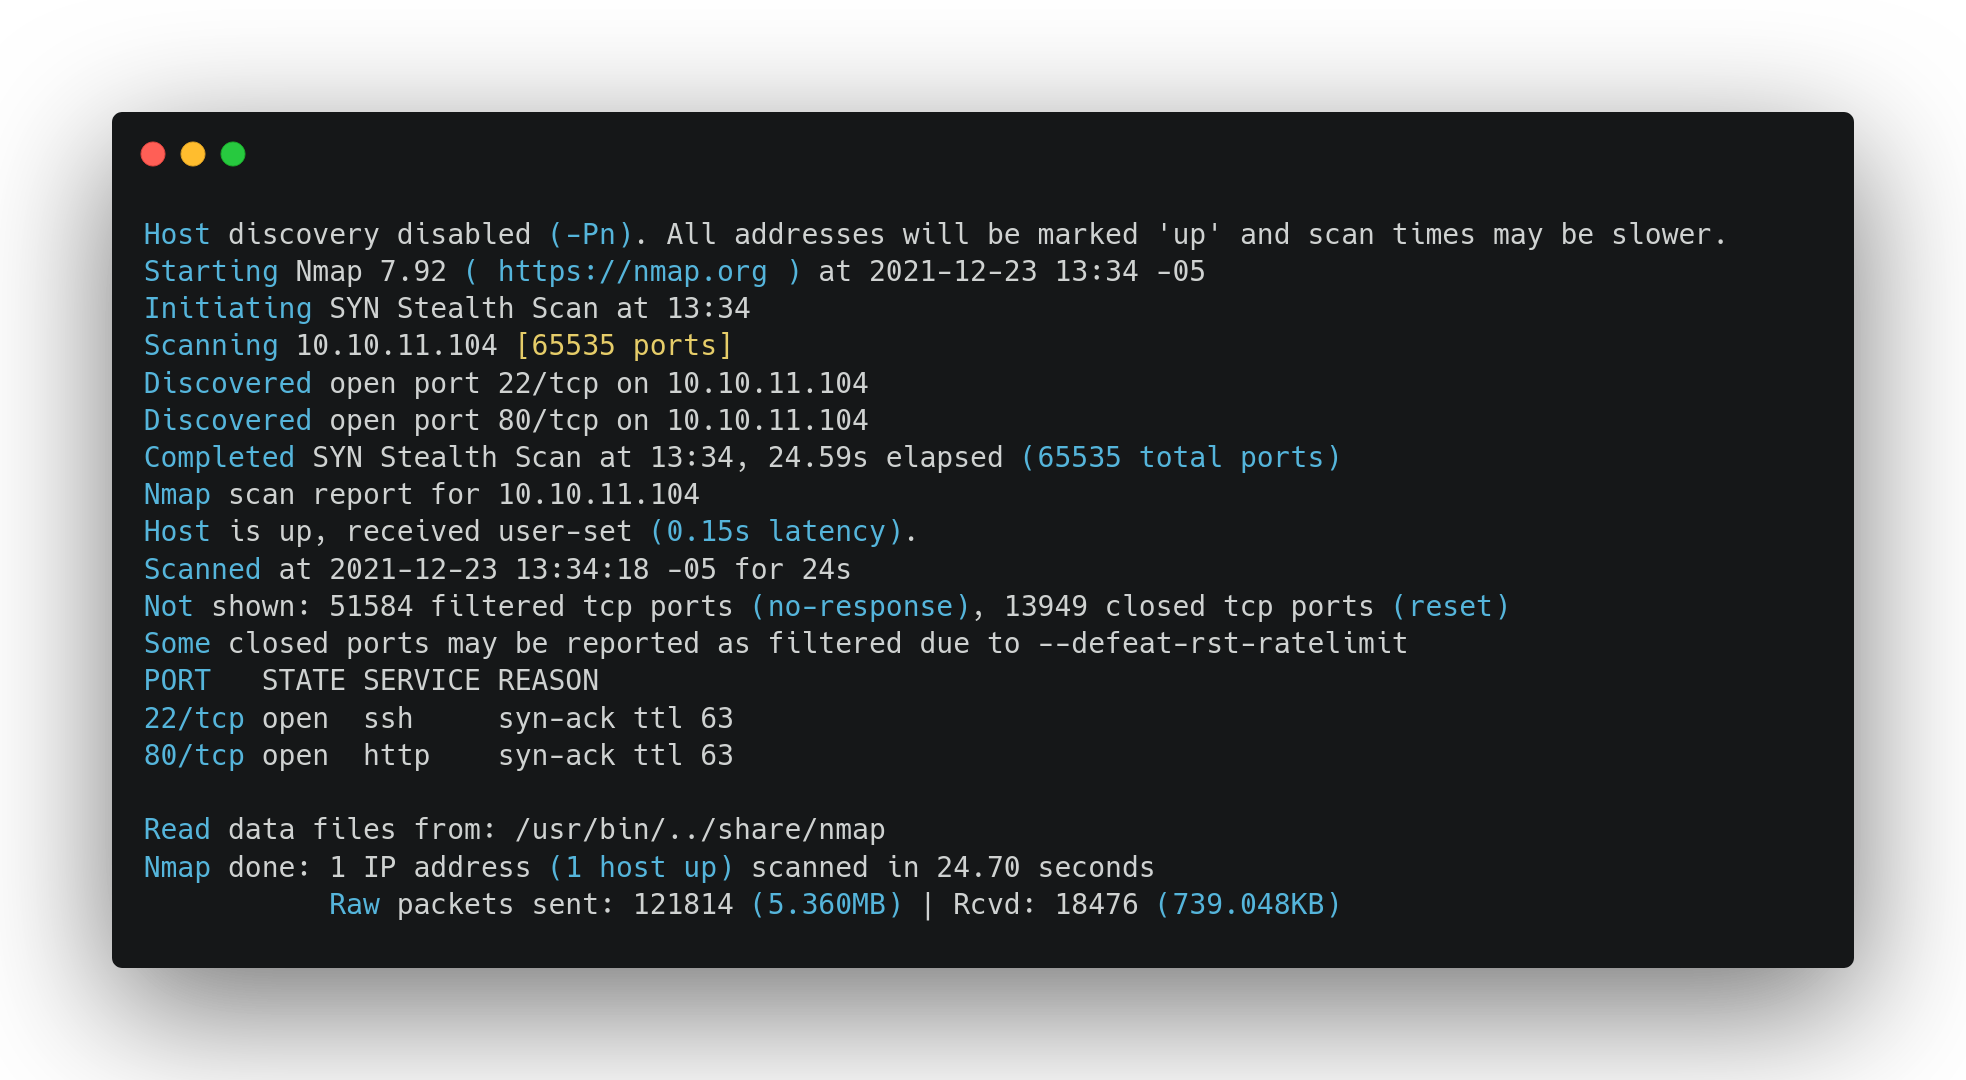 Host discovery disabled (-Pn). All addresses will be marked 'up' and scan times may be slower.
Starting Nmap 7.92 ( https://nmap.org ) at 2021-12-23 13:34 -05
Initiating SYN Stealth Scan at 13:34
Scanning 10.10.11.104 [65535 ports]
Discovered open port 22/tcp on 10.10.11.104
Discovered open port 80/tcp on 10.10.11.104
Completed SYN Stealth Scan at 13:34, 24.59s elapsed (65535 total ports)
Nmap scan report for 10.10.11.104
Host is up, received user-set (0.15s latency).
Scanned at 2021-12-23 13:34:18 -05 for 24s
Not shown: 51584 filtered tcp ports (no-response), 13949 closed tcp ports (reset)
Some closed ports may be reported as filtered due to --defeat-rst-ratelimit
PORT   STATE SERVICE REASON
22/tcp open  ssh     syn-ack ttl 63
80/tcp open  http    syn-ack ttl 63
Read data files from: /usr/bin/../share/nmap
Nmap done: 1 IP address (1 host up) scanned in 24.70 seconds
           Raw packets sent: 121814 (5.360MB) | Rcvd: 18476 (739.048KB)